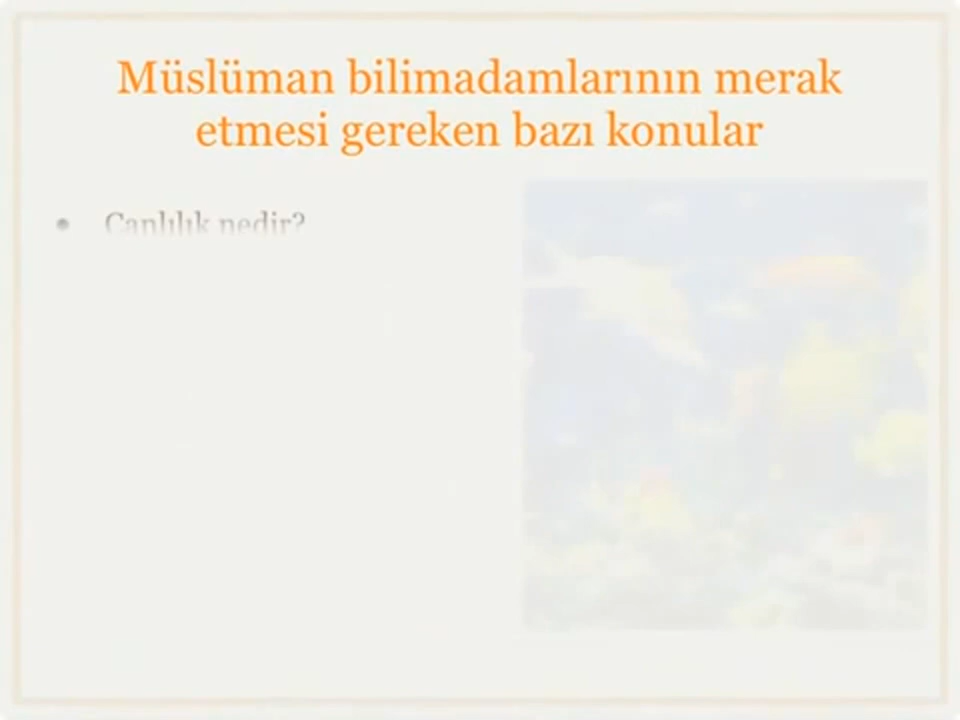 Müslüman bilimadamlarının merak
etmesi gereken bazı konular
• Canlılık nedir?